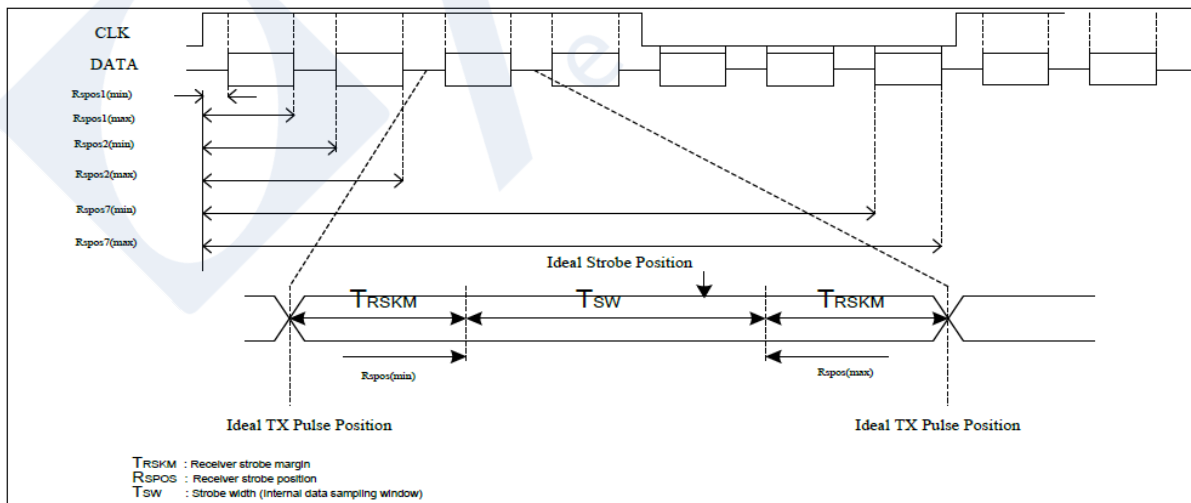 CLK
DATA
Rspos1(min)
Rspos1(max)
Rspos2(min)
Rspos2(max)
Rspos7(min)
Rspos7(max)
Ideal Strobe Position
TRSKM TSW TRSKM
Rspos(min) Rspos(max)
Ideal TX Pulse Position Ideal TX Pulse Position
TRSKM : Receiver strobe margin
RSPOS : Receiver strobe position
TSW : Strobe width (Internal data sampling window)
e